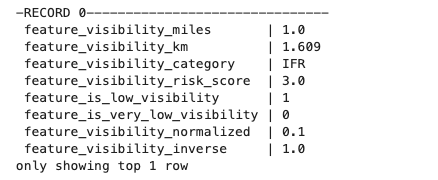 -RECORD 0-------------------------------
feature_visibility_miles | 1.0
feature_visibility_km | 1.609
feature_visibility_category | IFR
feature_visibility_risk_score | 3.0
feature_is_low_visibility | 1
feature_is_very_low_visibility | 0
feature_visibility_normalized | 0.1
feature_visibility_inverse | 1.0
only showing top 1 row